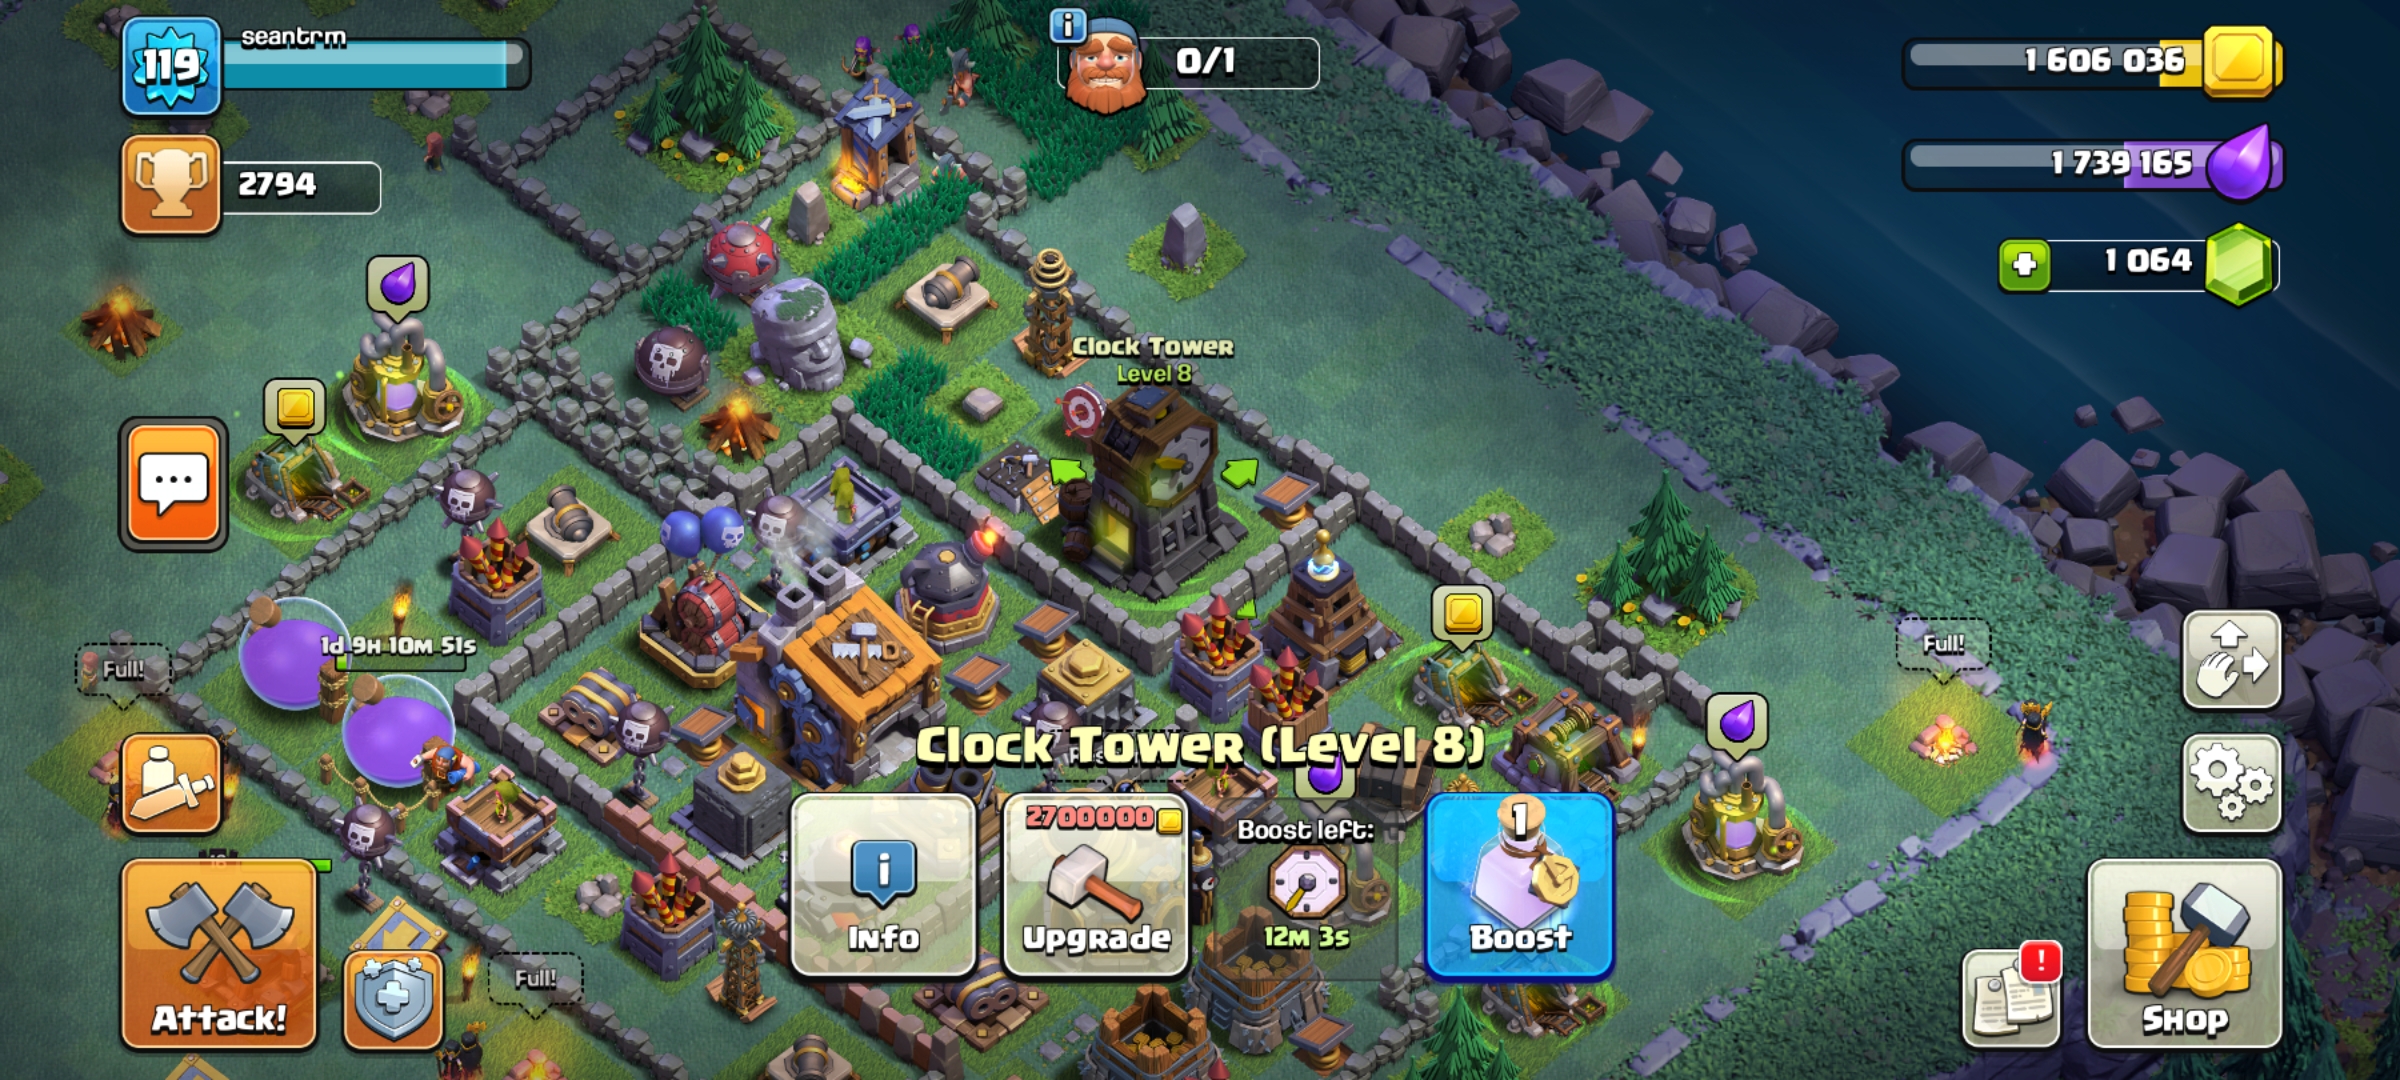 119
seantrm
i
0/1
1 606 036
2794
1 739 165
1 064
Clock Tower
Level 8
1d 9H 10M 51s
Full!
Full!
Clock Tower (Level 8)
2700000
Boost left:
1
i
Info
Upgrade
12M 3s
Boost
Full!
!
Attack!
Shop